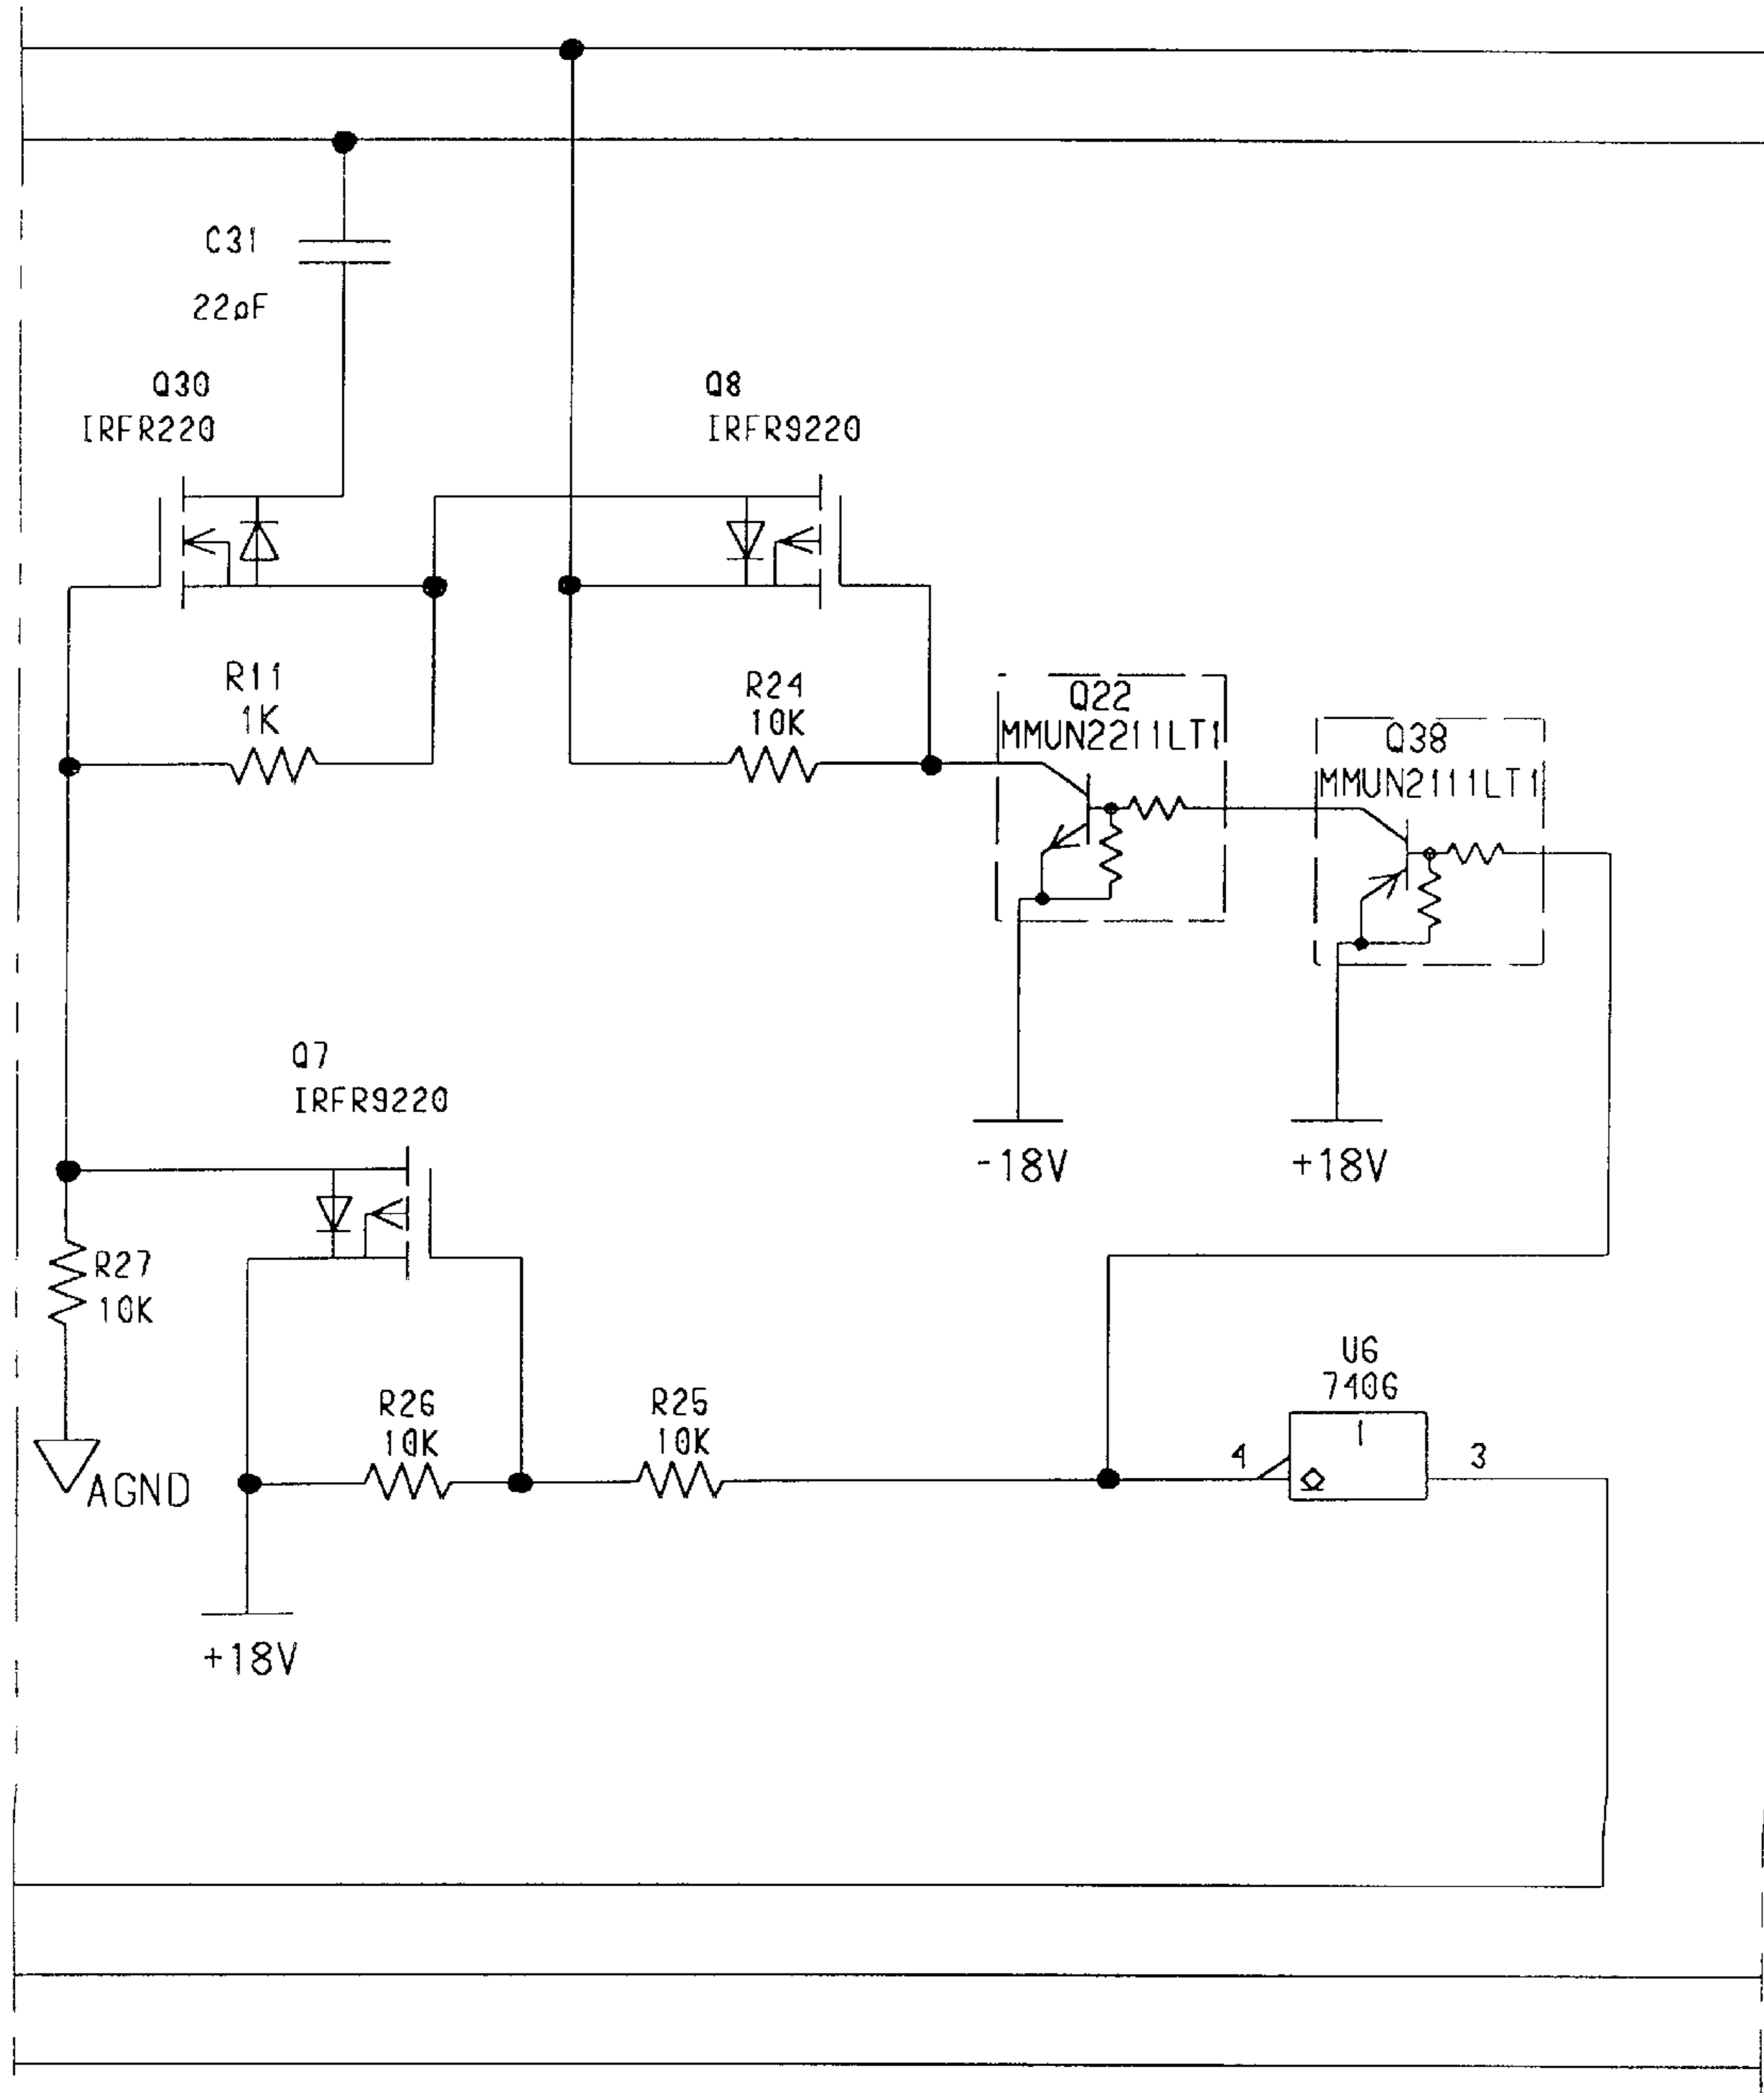 C31
22pF
Q30
IRFR220
Q8
IRFR9220
R11
1K
R24
10K
Q22
MMUN2211LT1
Q38
MMUN2111LT1
Q7
IRFR9220
-18V
+18V
R27
10K
U6
7406
1
4
3
R26
10K
R25
10K
AGND
+18V